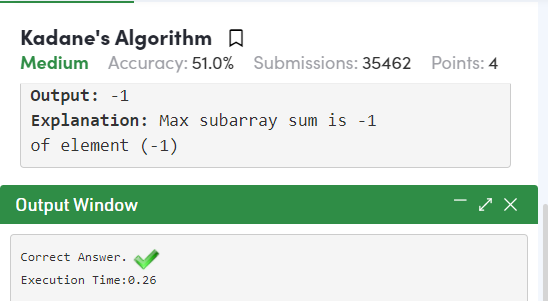 Kadane's Algorithm
Medium Accuracy: 51.0% Submissions: 35462 Points: 4
Output: -1
Explanation: Max subarray sum is -1
of element (-1)
Output Window
Correct Answer.
Execution Time:0.26